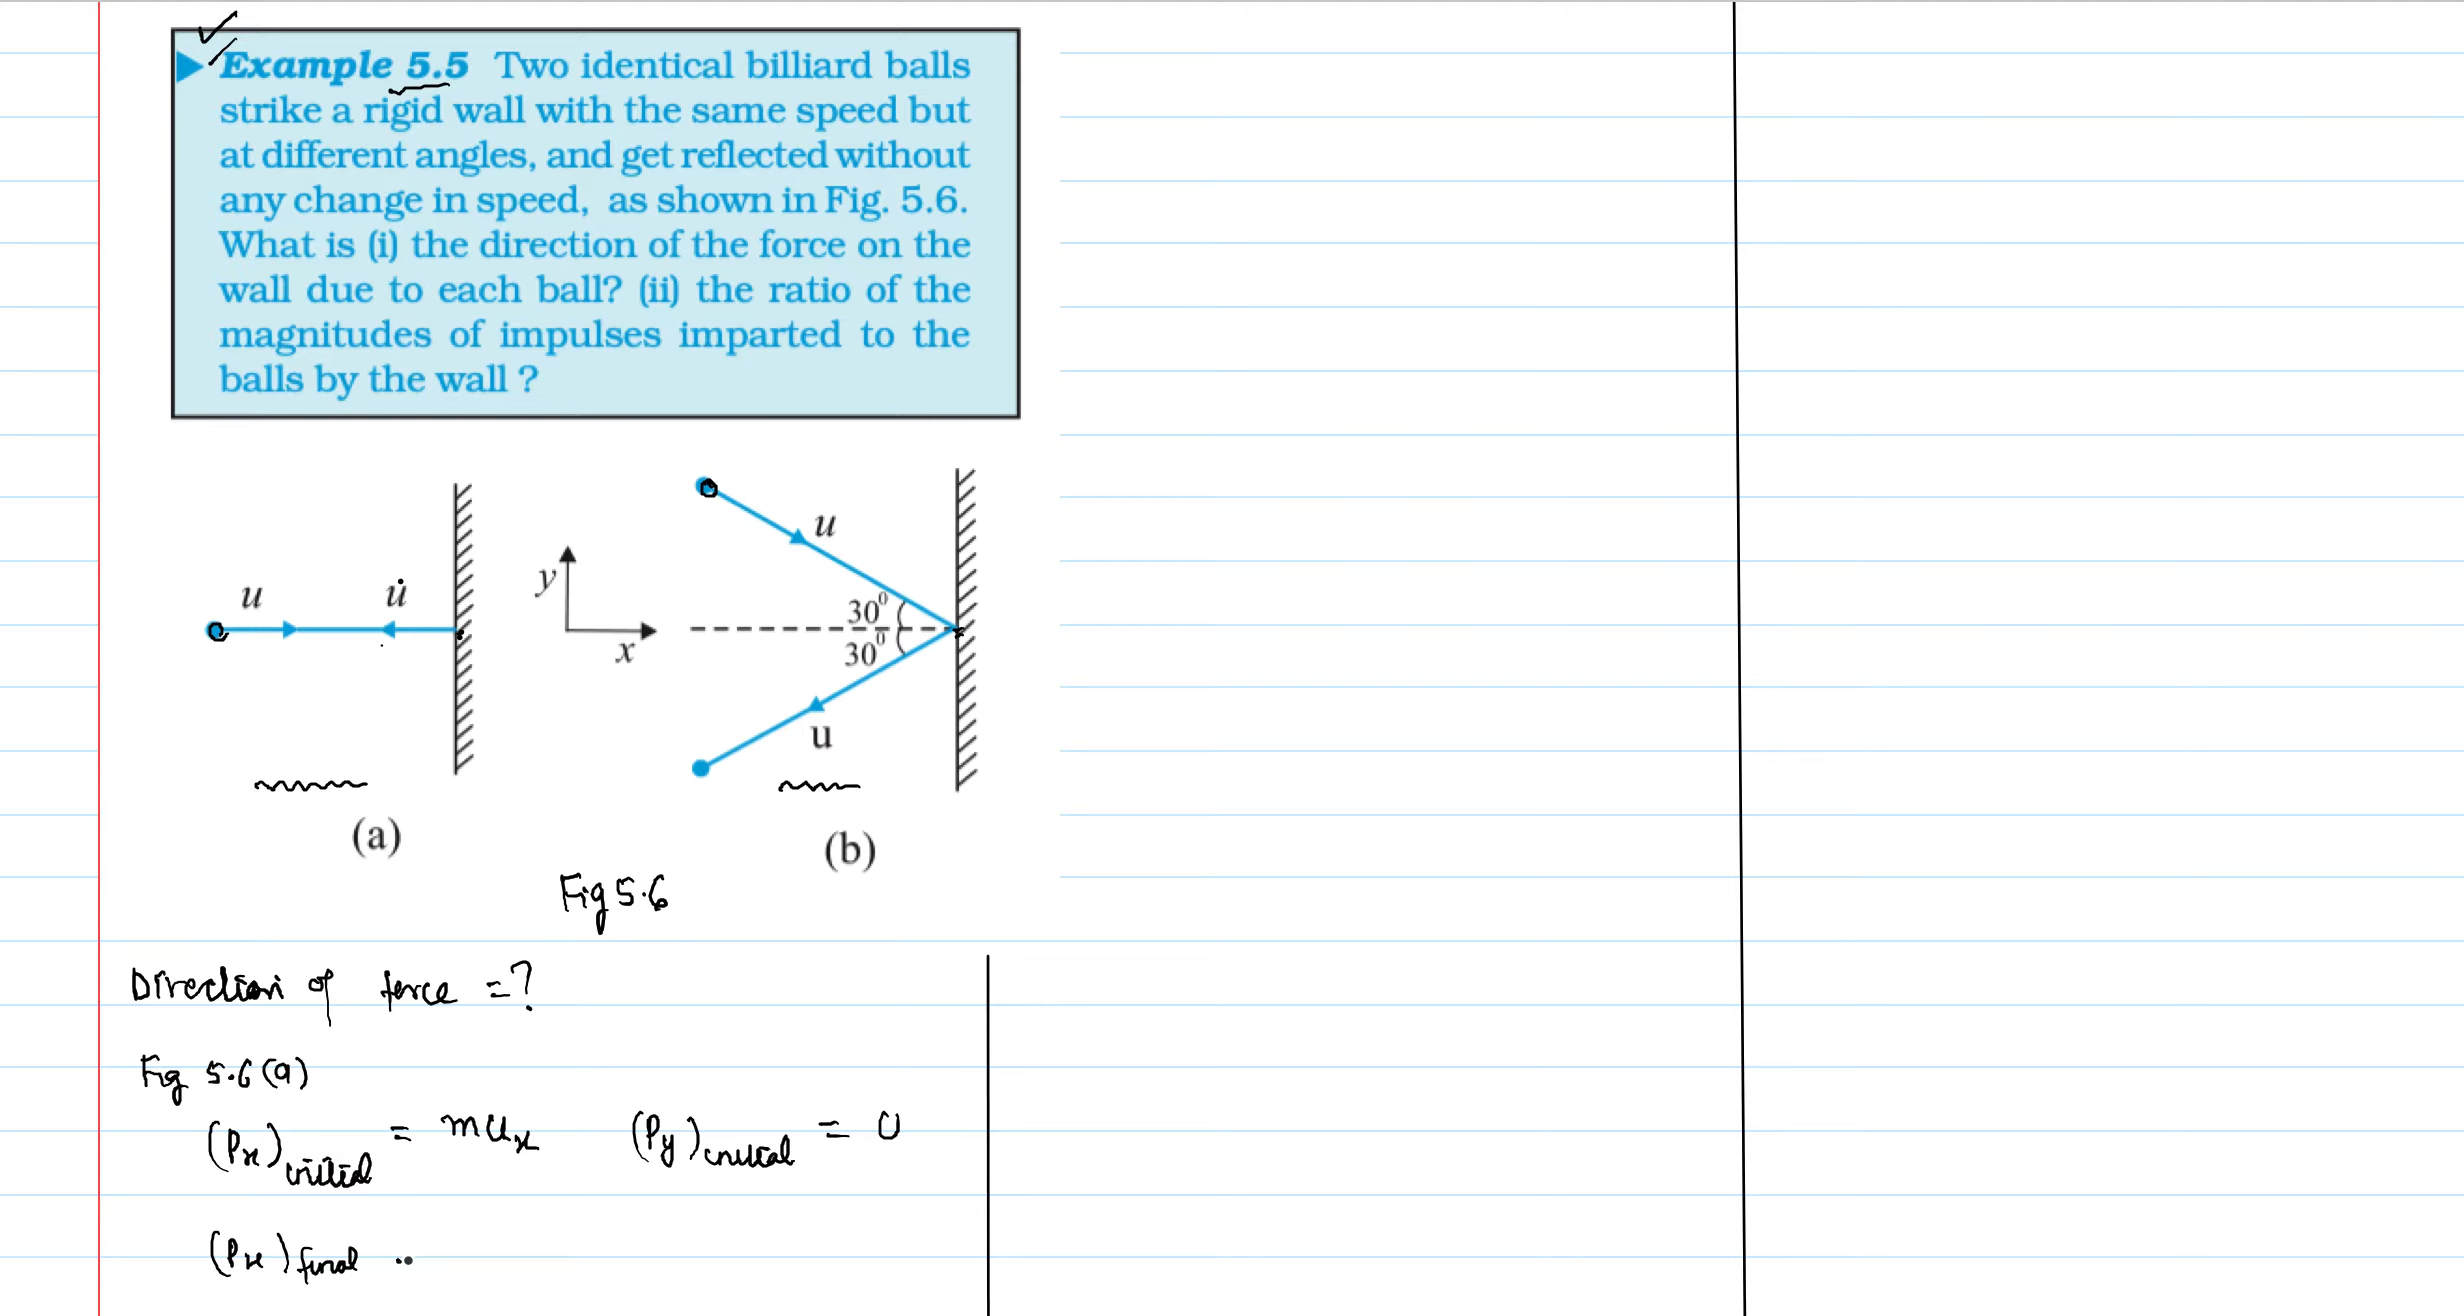 Example 5.5 Two identical billiard balls
strike a rigid wall with the same speed but
at different angles, and get reflected without
any change in speed, as shown in Fig. 5.6.
What is (i) the direction of the force on the
wall due to each ball? (ii) the ratio of the
magnitudes of impulses imparted to the
balls by the wall ?
u
u
y
x
(a)
u
30⁰
30⁰
u
(b)
Fig 5.6
Direction of force = ?
Fig 5.6 (a)
(Px)initial = mux (Py)initial = 0
(Px)final